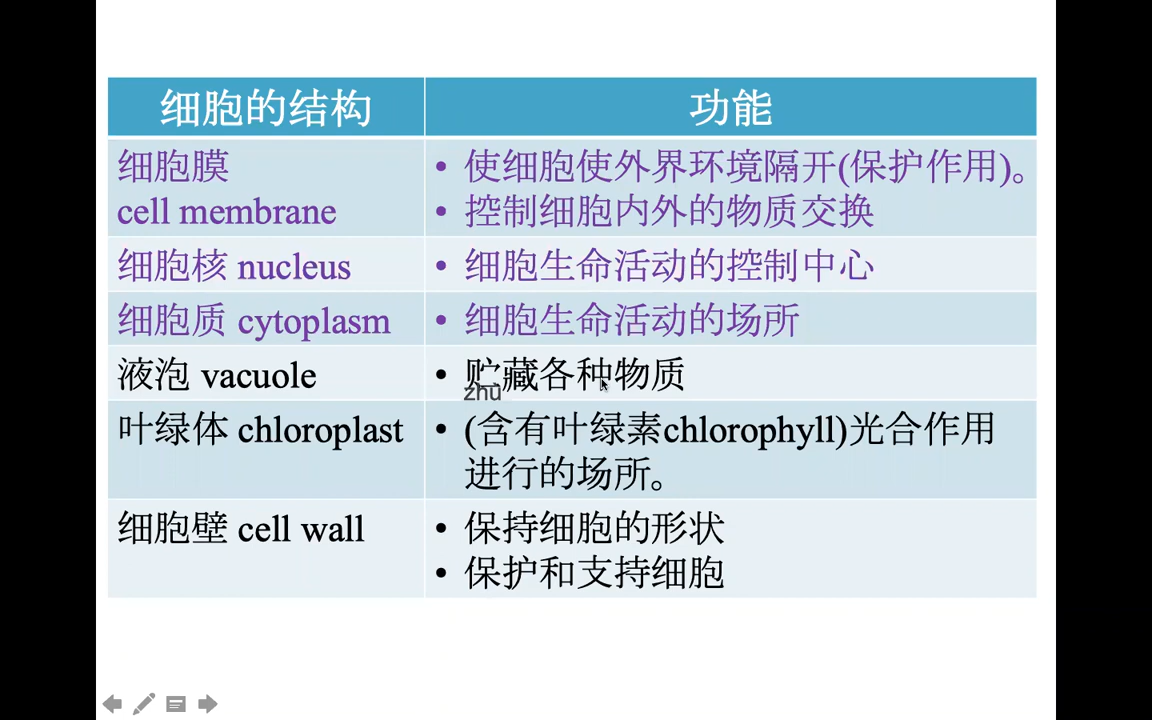 细胞的结构
功能
细胞膜
cell membrane
• 使细胞使外界环境隔开(保护作用)。
• 控制细胞内外的物质交换
细胞核 nucleus
• 细胞生命活动的控制中心
细胞质 cytoplasm
• 细胞生命活动的场所
液泡 vacuole
• 贮藏各种物质
zhù
叶绿体 chloroplast
• (含有叶绿素chlorophyll)光合作用
进行的场所。
细胞壁 cell wall
• 保持细胞的形状
• 保护和支持细胞